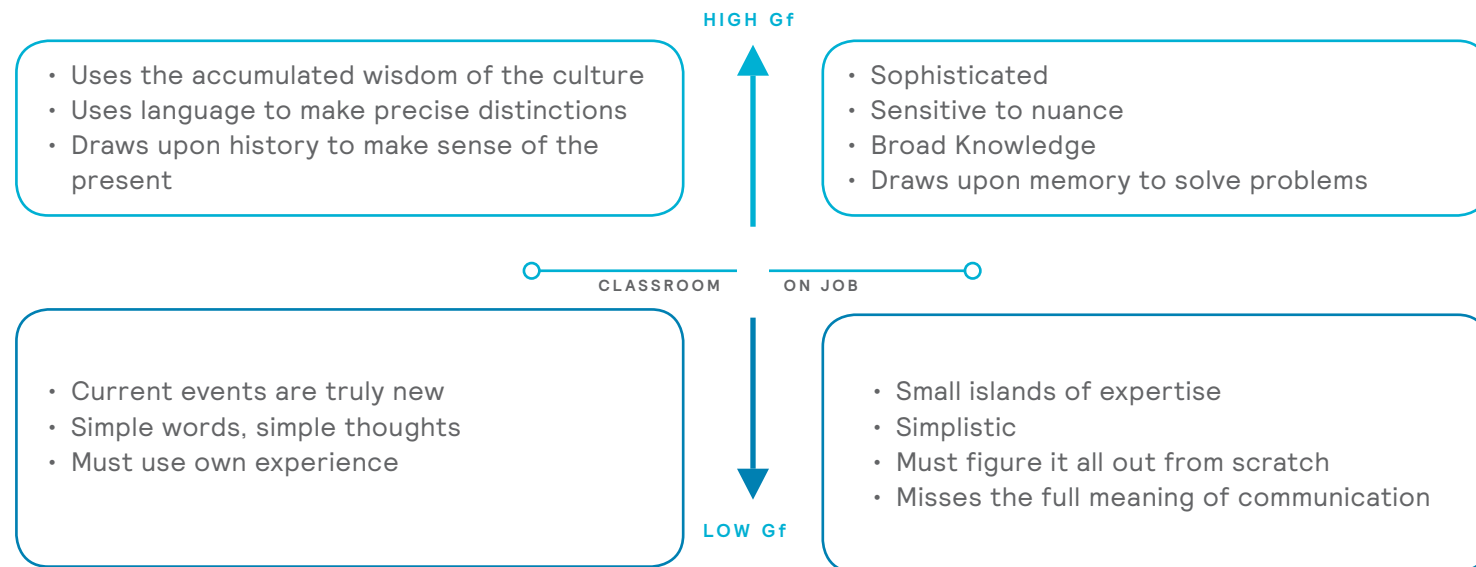 HIGH Gf
• Uses the accumulated wisdom of the culture
• Uses language to make precise distinctions
• Draws upon history to make sense of the
present
• Sophisticated
• Sensitive to nuance
• Broad Knowledge
• Draws upon memory to solve problems
CLASSROOM
ON JOB
• Current events are truly new
• Simple words, simple thoughts
• Must use own experience
• Small islands of expertise
• Simplistic
• Must figure it all out from scratch
• Misses the full meaning of communication
LOW Gf